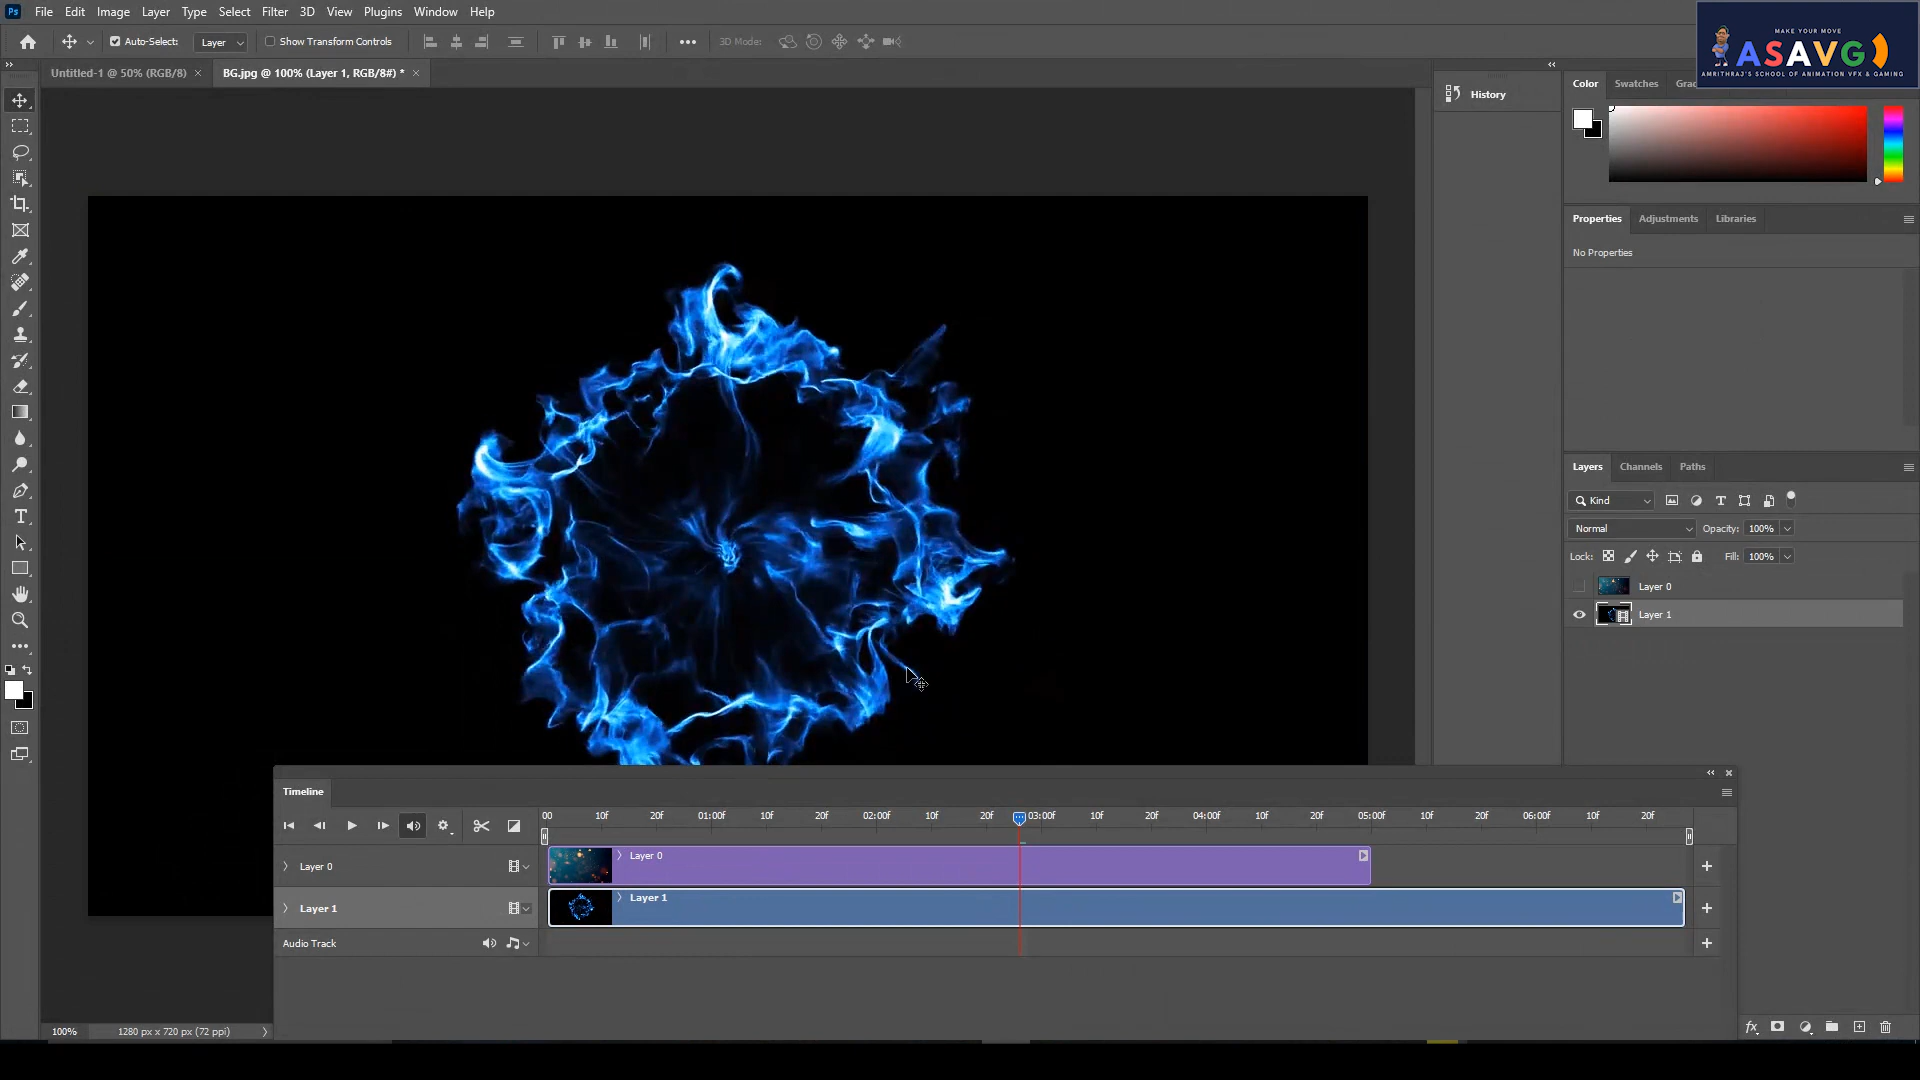 Ps File Edit Image Layer Type Select Filter 3D View Plugins Window Help
Auto-Select: Layer Show Transform Controls 3D Mode:
MAKE YOUR MOVE
ASAVG
AMRITHRAJ'S SCHOOL OF ANIMATION VFX & GAMING
Untitled-1 @ 50% (RGB/8) × BG.jpg @ 100% (Layer 1, RGB/8#) * ×
History
Color Swatches
Properties Adjustments Libraries
No Properties
Layers Channels Paths
Kind
Normal Opacity: 100%
Lock: Fill: 100%
Layer 0
Layer 1
Timeline
00 10f 20f 01:00f 10f 20f 02:00f 10f 20f 03:00f 10f 20f 04:00f 10f 20f 05:00f 10f 20f 06:00f 10f 20f
Layer 0 Layer 0
Layer 1 Layer 1
Audio Track
100% 1280 px x 720 px (72 ppi)
fx